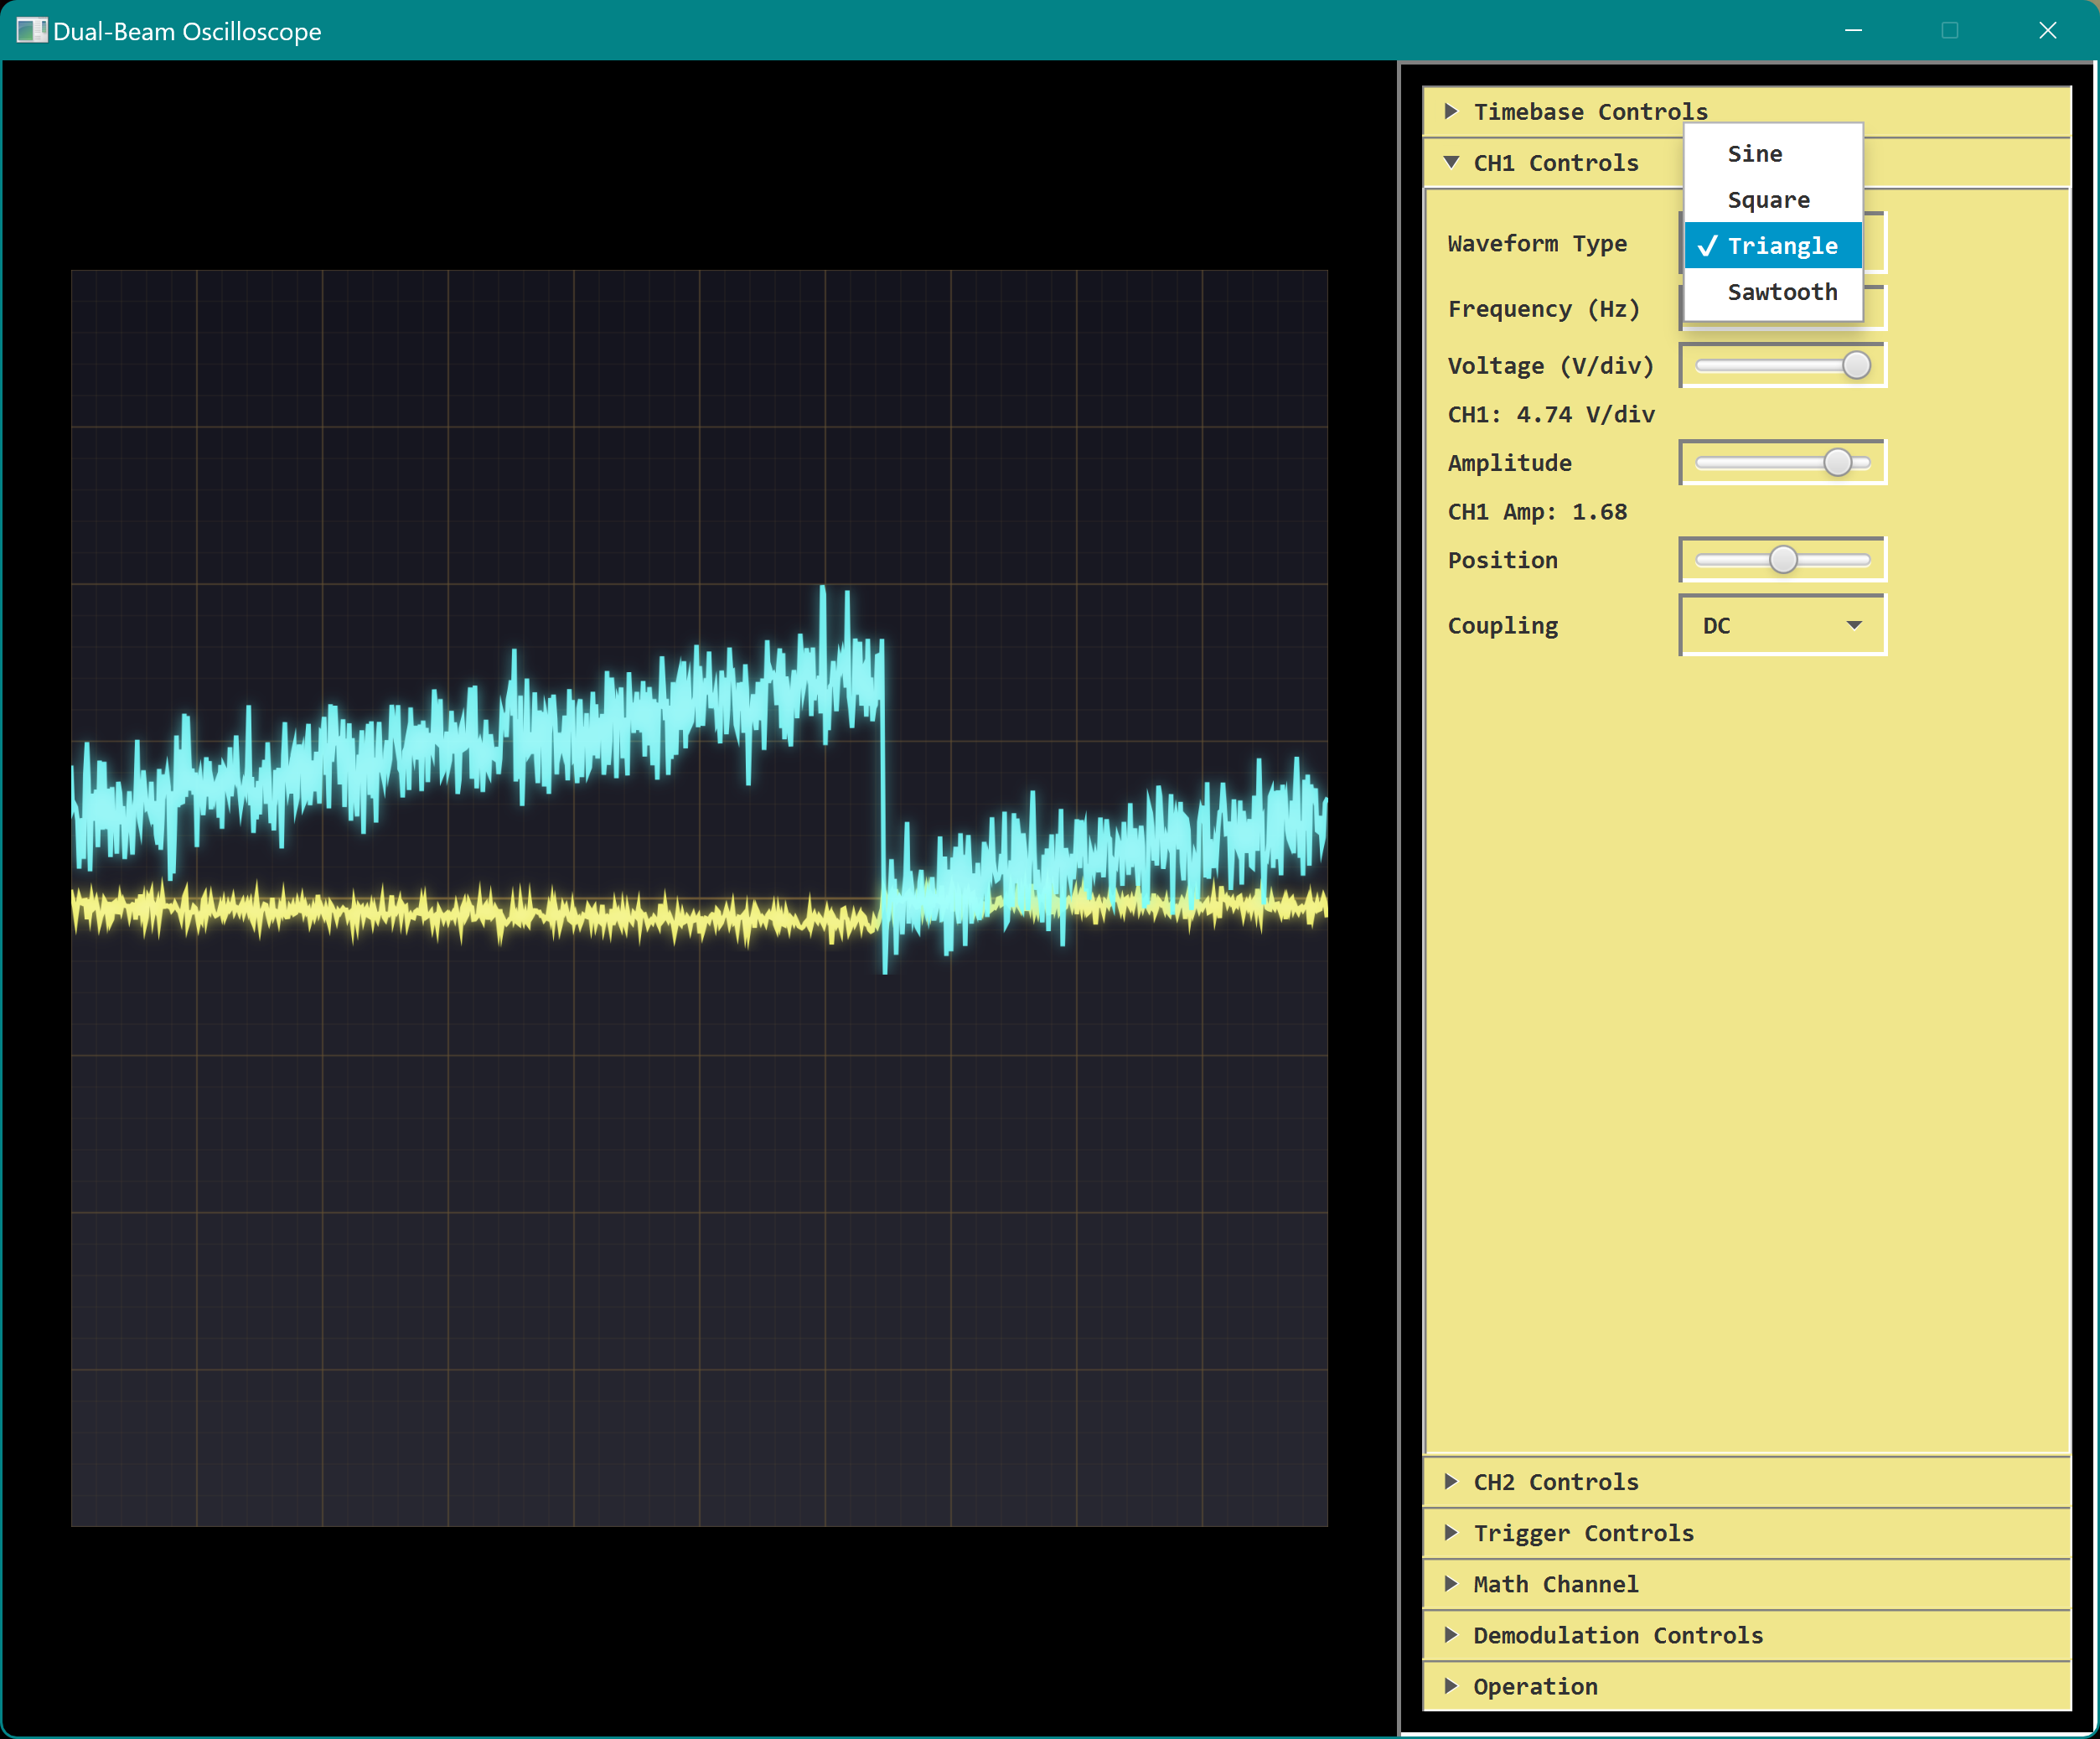 Dual-Beam Oscilloscope
Timebase Controls
CH1 Controls
Sine
Square
Waveform Type
✓ Triangle
Sawtooth
Frequency (Hz)
Voltage (V/div)
CH1: 4.74 V/div
Amplitude
CH1 Amp: 1.68
Position
Coupling
DC
CH2 Controls
Trigger Controls
Math Channel
Demodulation Controls
Operation